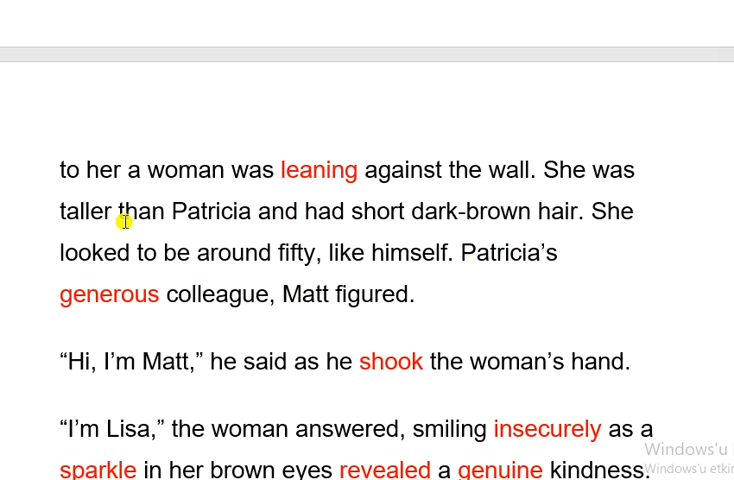 to her a woman was leaning against the wall. She was
taller than Patricia and had short dark-brown hair. She
looked to be around fifty, like himself. Patricia’s
generous colleague, Matt figured.
“Hi, I’m Matt,” he said as he shook the woman’s hand.
“I’m Lisa,” the woman answered, smiling insecurely as a
sparkle in her brown eyes revealed a genuine kindness.
Windows'u
Windows'u etkir